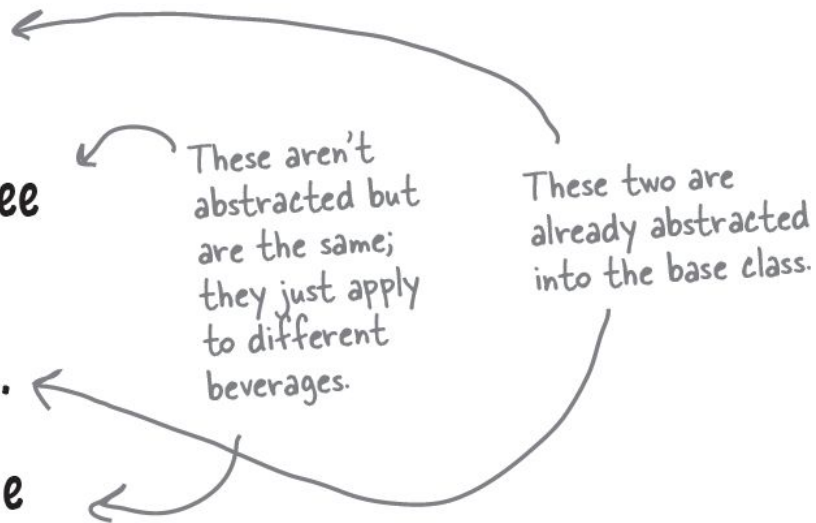 ee
.
e
These aren't
abstracted but
are the same;
they just apply
to different
beverages.
These two are
already abstracted
into the base class.